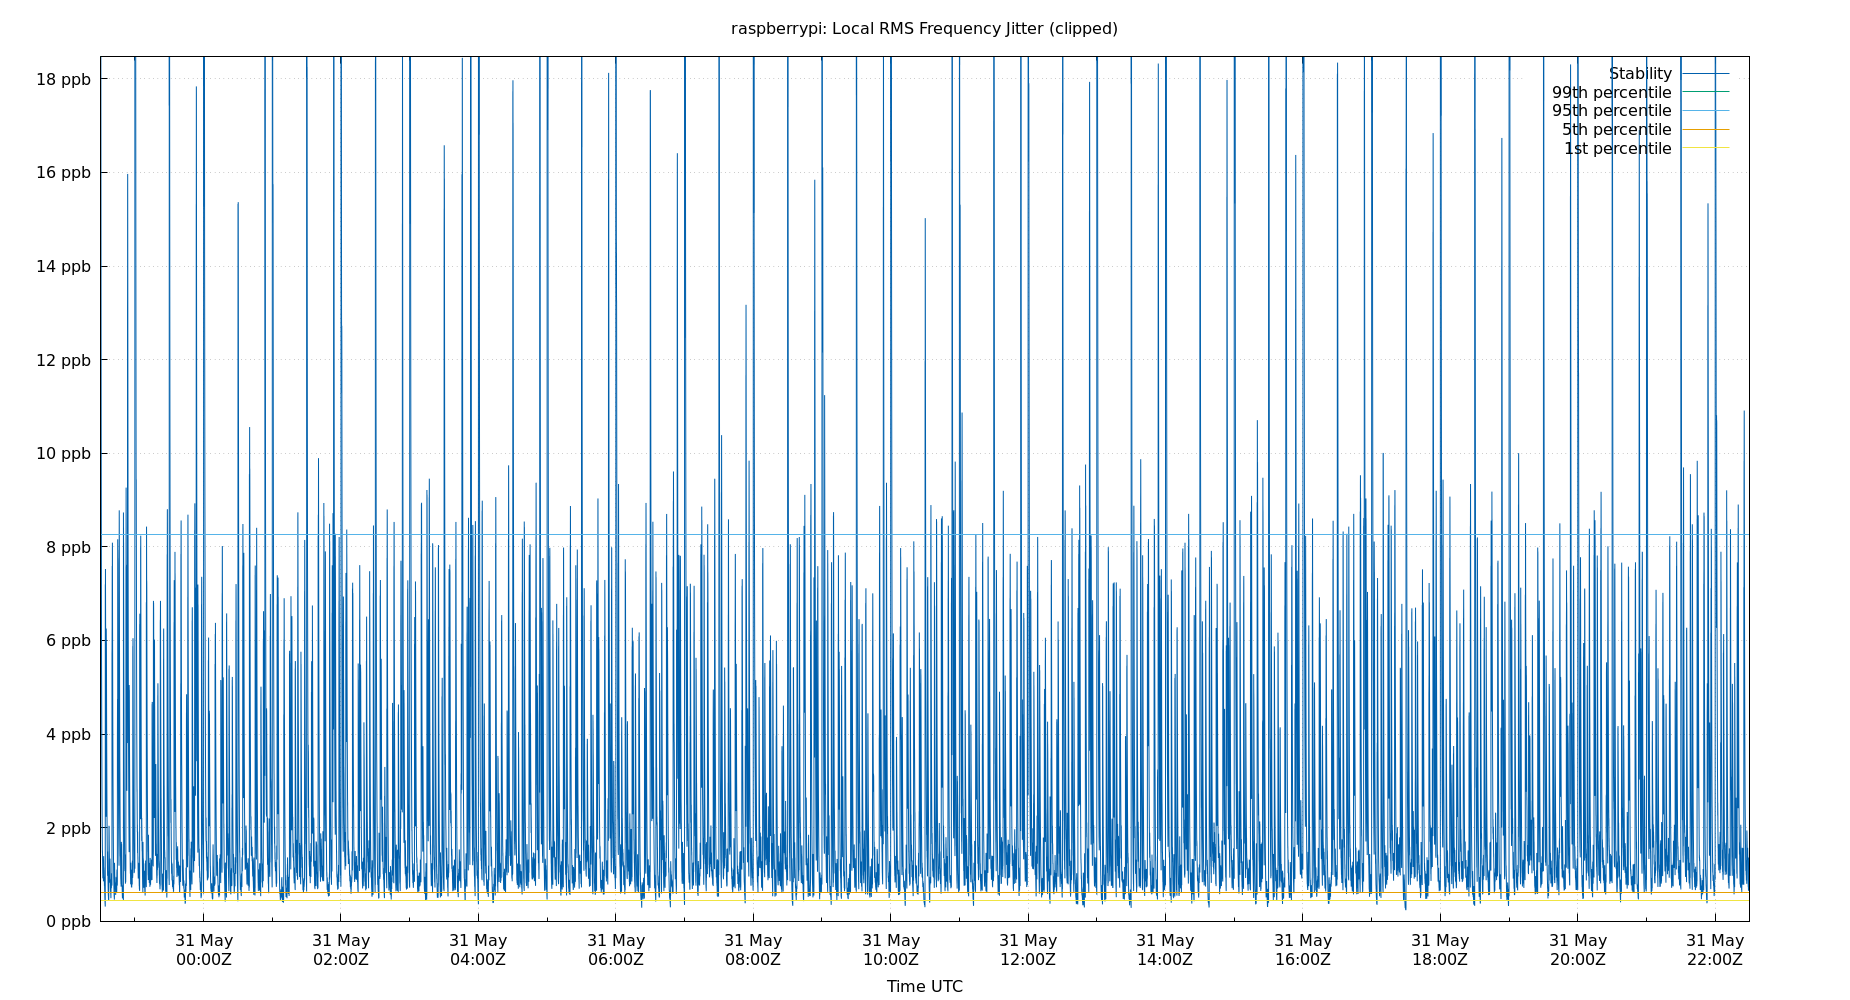 raspberrypi: Local RMS Frequency Jitter (clipped)
18 ppb
16 ppb
14 ppb
12 ppb
10 ppb
8 ppb
6 ppb
4 ppb
2 ppb
0 ppb
Stability
99th percentile
95th percentile
5th percentile
1st percentile
31 May 31 May 31 May 31 May 31 May 31 May 31 May 31 May 31 May 31 May 31 May 31 May
00:00Z 02:00Z 04:00Z 06:00Z 08:00Z 10:00Z 12:00Z 14:00Z 16:00Z 18:00Z 20:00Z 22:00Z
Time UTC